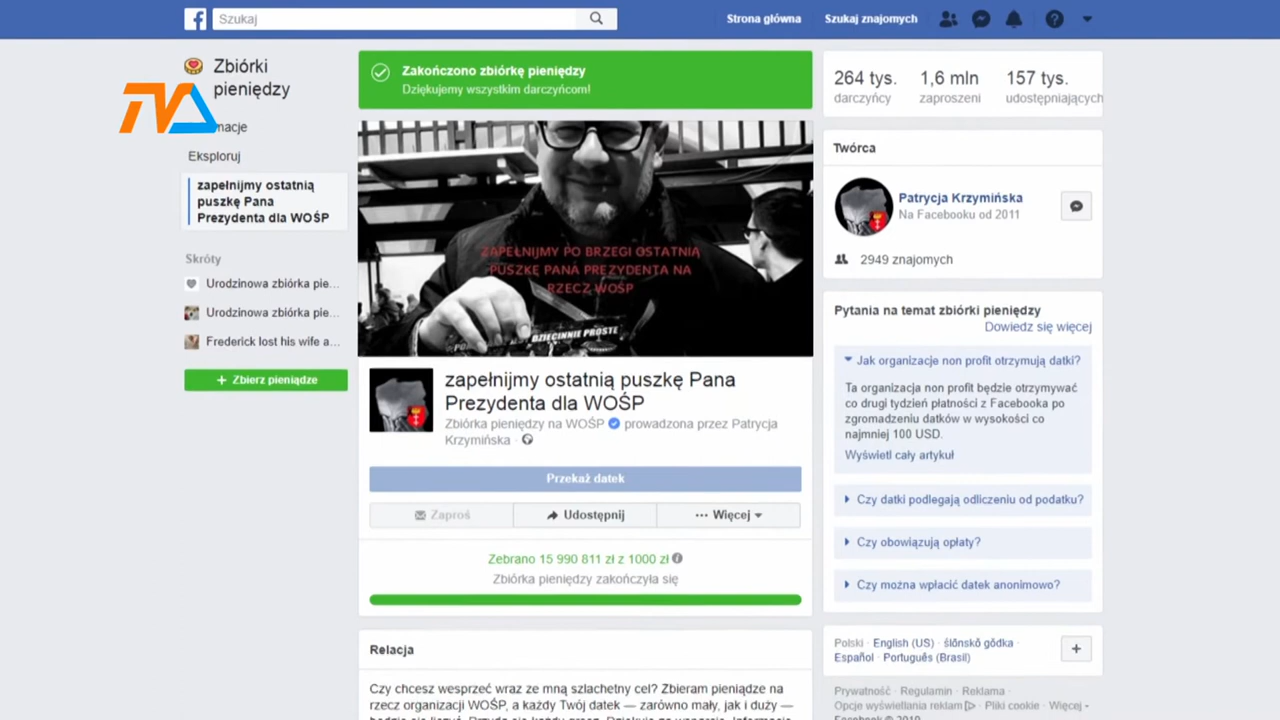 Szukaj
Strona główna
Szukaj znajomych
Zbiórki
pieniędzy
TVA
macje
Eksploruj
zapełnijmy ostatnią
puszkę Pana
Prezydenta dla WOŚP
Skróty
Urodzinowa zbiórka pie...
Urodzinowa zbiórka pie...
Frederick lost his wife a...
+ Zbierz pieniądze
Zakończono zbiórkę pieniędzy
Dziękujemy wszystkim darczyńcom!
ZAPEŁNIJMY PO BRZEGI OSTATNIĄ
PUSZKĘ PANA PREZYDENTA NA
RZECZ WOŚP
DZIECINNIE PROSTE
zapełnijmy ostatnią puszkę Pana
Prezydenta dla WOŚP
Zbiórka pieniędzy na WOŚP prowadzona przez Patrycja
Krzymińska ·
Przekaż datek
Zaproś
Udostępnij
··· Więcej
Zebrano 15 990 811 zł z 1000 zł
Zbiórka pieniędzy zakończyła się
Relacja
Czy chcesz wesprzeć wraz ze mną szlachetny cel? Zbieram pieniądze na
rzecz organizacji WOŚP, a każdy Twój datek — zarówno mały, jak i duży —
264 tys. 1,6 mln 157 tys.
darczyńcy zaproszeni udostępniających
Twórca
Patrycja Krzymińska
Na Facebooku od 2011
2949 znajomych
Pytania na temat zbiórki pieniędzy
Dowiedz się więcej
Jak organizacje non profit otrzymują datki?
Ta organizacja non profit będzie otrzymywać
co drugi tydzień płatności z Facebooka po
zgromadzeniu datków w wysokości co
najmniej 100 USD.
Wyświetl cały artykuł
Czy datki podlegają odliczeniu od podatku?
Czy obowiązują opłaty?
Czy można wpłacić datek anonimowo?
Polski · English (US) · ślōnskŏ gŏdka ·
Español · Português (Brasil)
Prywatność · Regulamin · Reklama ·
Opcje wyświetlania reklam · Pliki cookie · Więcej
Facebook © 2019